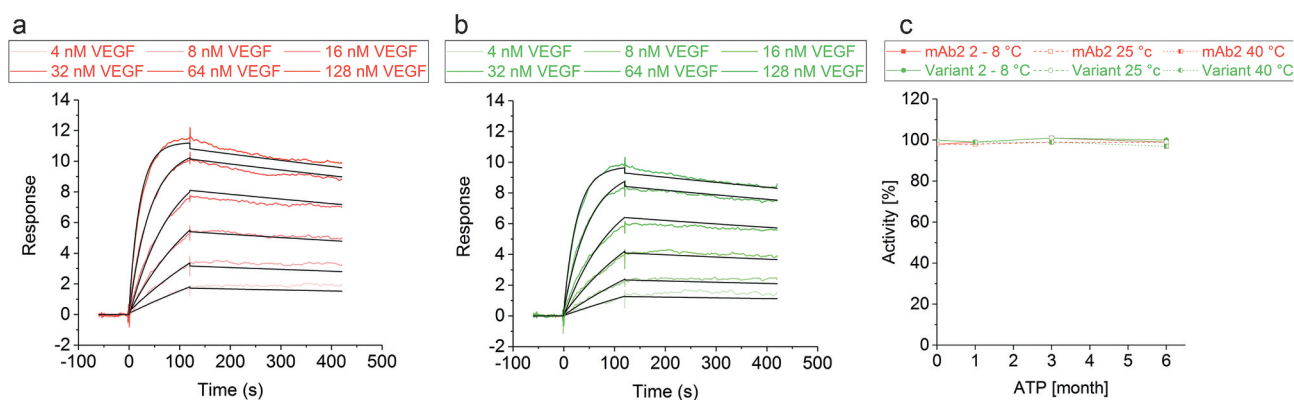 a
4 nM VEGF 8 nM VEGF 16 nM VEGF
32 nM VEGF 64 nM VEGF 128 nM VEGF
14
12
10
8
6
4
2
0
-2
Response
-100 0 100 200 300 400 500
Time (s)
b
4 nM VEGF 8 nM VEGF 16 nM VEGF
32 nM VEGF 64 nM VEGF 128 nM VEGF
14
12
10
8
6
4
2
0
-2
Response
-100 0 100 200 300 400 500
Time (s)
c
mAb2 2 - 8 °C mAb2 25 °c mAb2 40 °C
Variant 2 - 8 °C Variant 25 °c Variant 40 °C
120
100
80
60
40
20
0
Activity [%]
0 1 2 3 4 5 6
ATP [month]